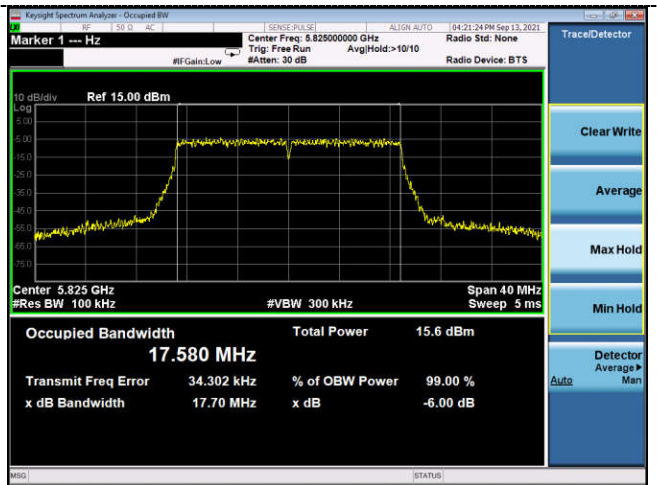 Keysight Spectrum Analyzer - Occupied BW
RF 50 Ω AC SENSE:PULSE ALIGN AUTO 04:21:24 PM Sep 13, 2021
Marker 1 --- Hz Center Freq: 5.825000000 GHz Radio Std: None
Trig: Free Run Avg|Hold:>10/10
#IFGain:Low #Atten: 30 dB Radio Device: BTS
Trace/Detector
10 dB/div Ref 15.00 dBm
Log
5.00
-5.00
-15.0
-25.0
-35.0
-45.0
-55.0
-65.0
-75.0
Center 5.825 GHz Span 40 MHz
#Res BW 100 kHz #VBW 300 kHz Sweep 5 ms
Occupied Bandwidth Total Power 15.6 dBm
17.580 MHz
Transmit Freq Error 34.302 kHz % of OBW Power 99.00 %
x dB Bandwidth 17.70 MHz x dB -6.00 dB
Clear Write
Average
Max Hold
Min Hold
Detector
Average
Auto Man
MSG STATUS